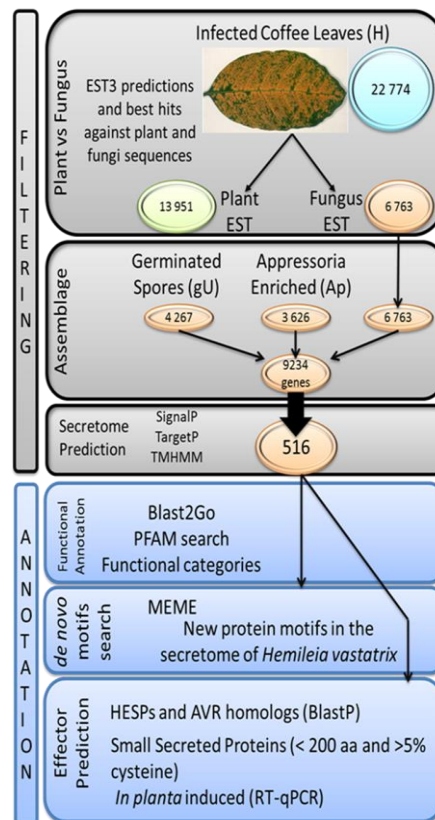 FILTERING
Plant vs Fungus
Infected Coffee Leaves (H)
22 774
EST3 predictions
and best hits
against plant and
fungi sequences
13 951
Plant
EST
Fungus
EST
6 763
Assemblage
Germinated
Spores (gU)
Appressoria
Enriched (Ap)
4 267
3 626
6 763
9234
genes
Secretome
Prediction
SignalP
TargetP
TMHMM
516
ANNOTATION
Functional
Annotation
Blast2Go
PFAM search
Functional categories
de novo
motifs
search
MEME
New protein motifs in the
secretome of Hemileia vastatrix
Effector
Prediction
HESPs and AVR homologs (BlastP)
Small Secreted Proteins (< 200 aa and >5%
cysteine)
In planta induced (RT-qPCR)